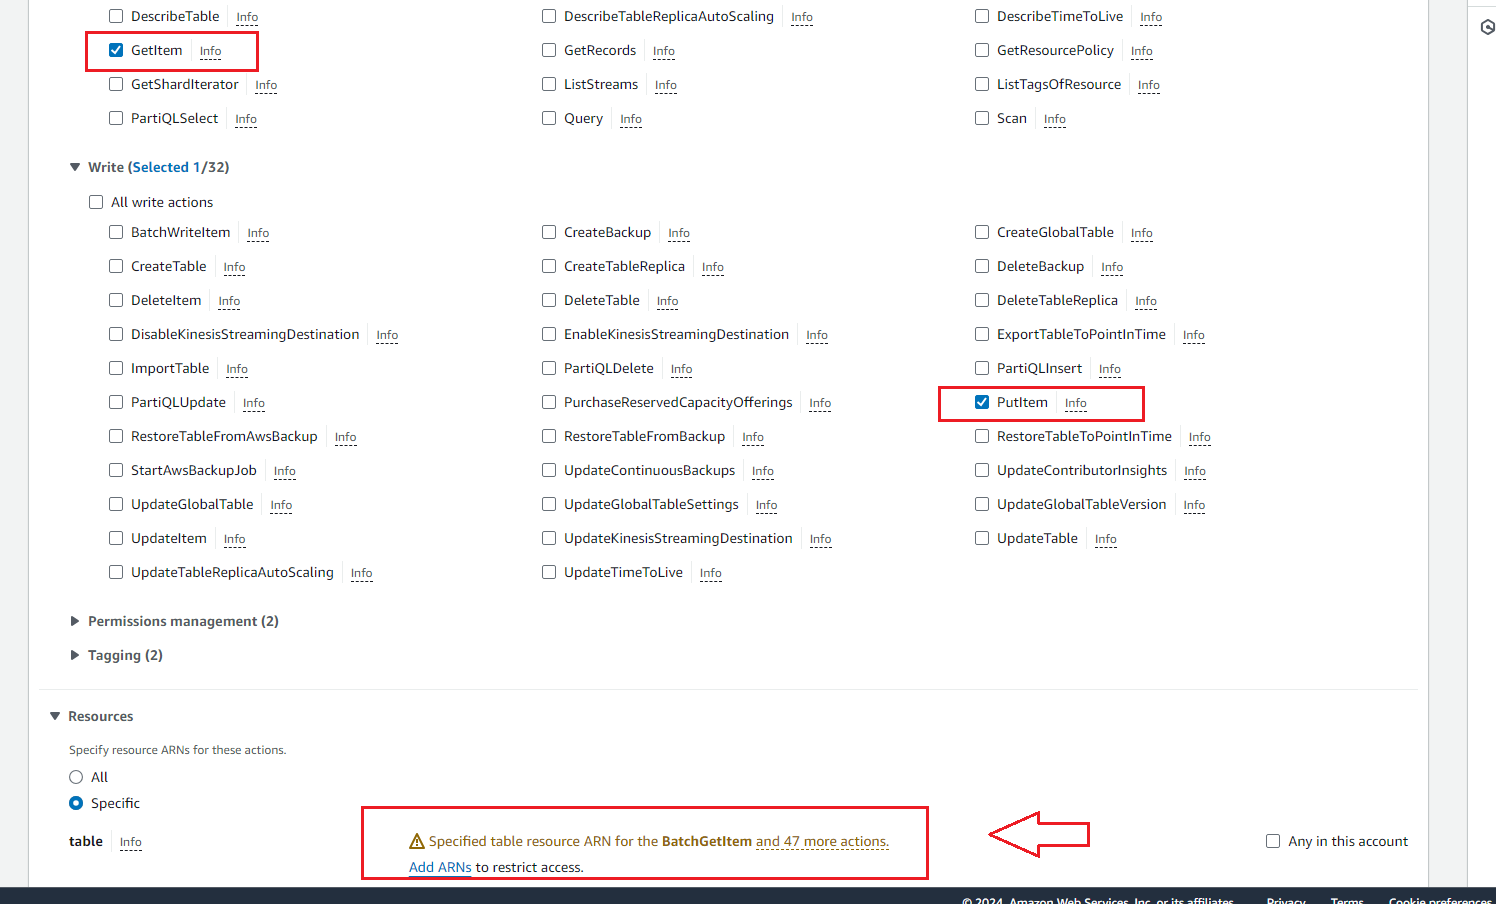 DescribeTable Info DescribeTableReplicaAutoScaling Info DescribeTimeToLive Info
GetItem Info GetRecords Info GetResourcePolicy Info
GetShardIterator Info ListStreams Info ListTagsOfResource Info
PartiQLSelect Info Query Info Scan Info
Write (Selected 1/32)
All write actions
BatchWriteItem Info CreateBackup Info CreateGlobalTable Info
CreateTable Info CreateTableReplica Info DeleteBackup Info
DeleteItem Info DeleteTable Info DeleteTableReplica Info
DisableKinesisStreamingDestination Info EnableKinesisStreamingDestination Info ExportTableToPointInTime Info
ImportTable Info PartiQLDelete Info PartiQLInsert Info
PartiQLUpdate Info PurchaseReservedCapacityOfferings Info PutItem Info
RestoreTableFromAwsBackup Info RestoreTableFromBackup Info RestoreTableToPointInTime Info
StartAwsBackupJob Info UpdateContinuousBackups Info UpdateContributorInsights Info
UpdateGlobalTable Info UpdateGlobalTableSettings Info UpdateGlobalTableVersion Info
UpdateItem Info UpdateKinesisStreamingDestination Info UpdateTable Info
UpdateTableReplicaAutoScaling Info UpdateTimeToLive Info
Permissions management (2)
Tagging (2)
Resources
Specify resource ARNs for these actions.
All
Specific
table Info Specified table resource ARN for the BatchGetItem and 47 more actions. Any in this account
Add ARNs to restrict access.
© 2024, Amazon Web Services, Inc. or its affiliates. Privacy Terms Cookie preferences